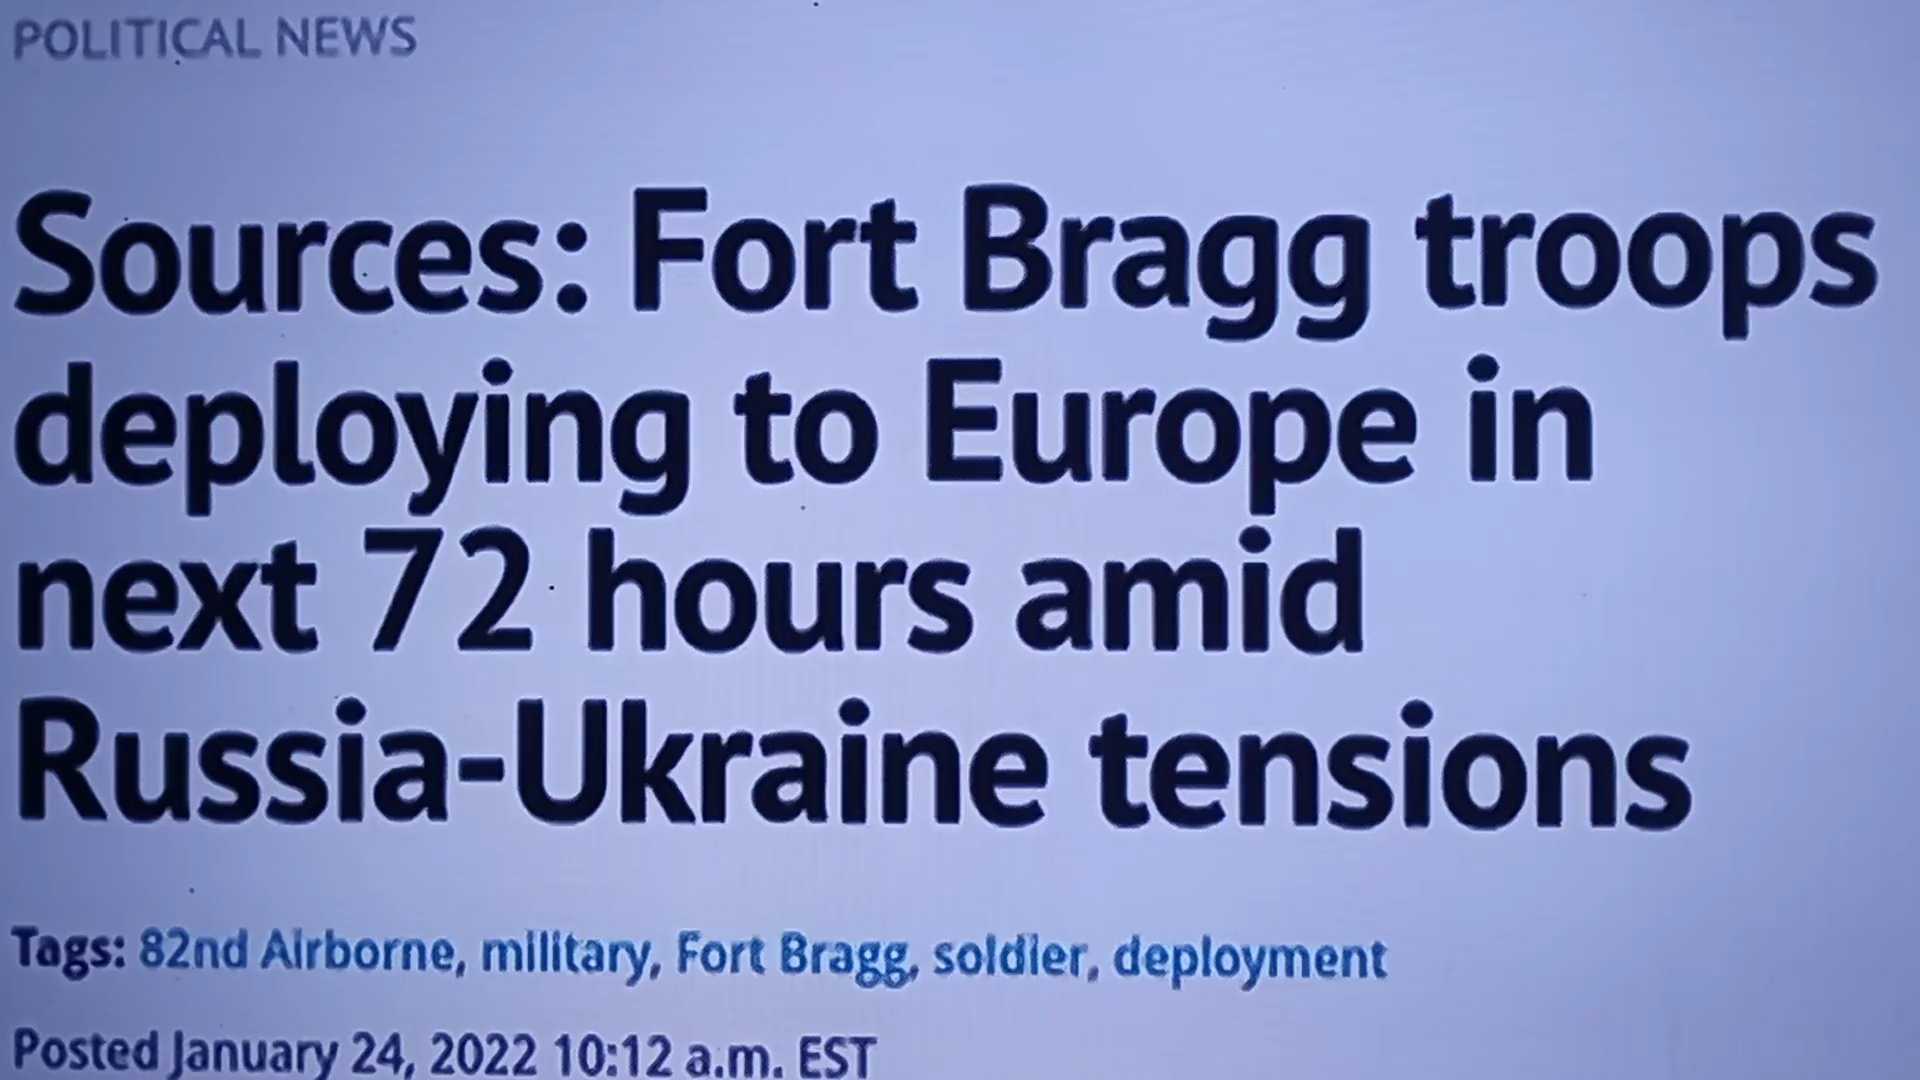 POLITICAL NEWS
Sources: Fort Bragg troops
deploying to Europe in
next 72 hours amid
Russia-Ukraine tensions
Tags: 82nd Airborne, military, Fort Bragg, soldier, deployment
Posted January 24, 2022 10:12 a.m. EST